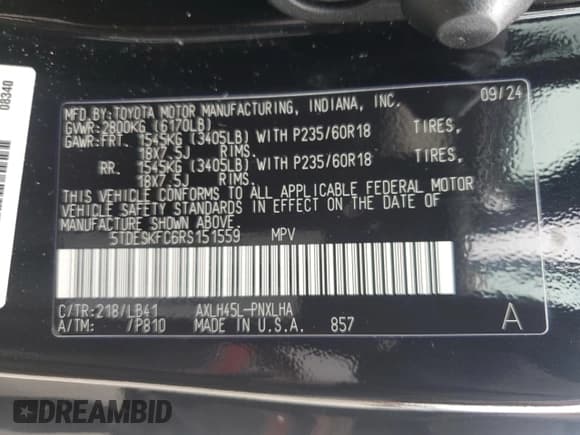 08340
MFD.BY:TOYOTA MOTOR MANUFACTURING, INDIANA, INC. 09/24
GVWR:2800KG (6170LB)
GAWR:FRT. 1545KG (3405LB) WITH P235/60R18 TIRES,
18X7.5J RIMS.
RR. 1545KG (3405LB) WITH P235/60R18 TIRES,
18X7.5J RIMS.
THIS VEHICLE CONFORMS TO ALL APPLICABLE FEDERAL MOTOR
VEHICLE SAFETY STANDARDS IN EFFECT ON THE DATE OF
MANUFACTURE SHOWN ABOVE.
5TDESKFC6RS151559 MPV
C/TR:218/LB41 AXLH45L-PNXLHA
A/TM: /P810 MADE IN U.S.A. 857 A
DREAMBID